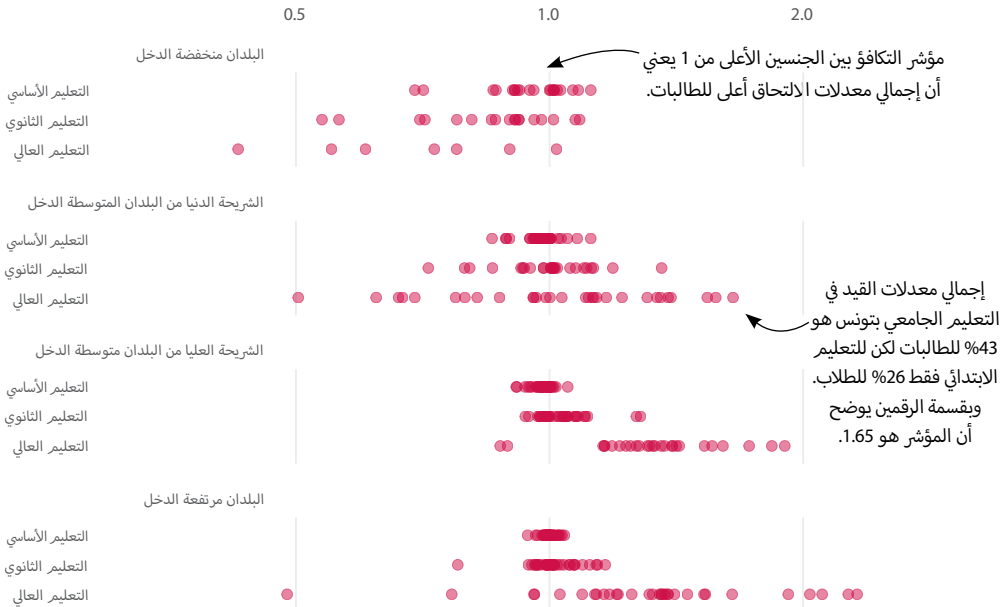 0.5
1.0
2.0
البلدان منخفضة الدخل
مؤشر التكافؤ بين الجنسين الأعلى من 1 يعني
أن إجمالي معدلات الالتحاق أعلى للطالبات.
التعليم الأساسي
التعليم الثانوي
التعليم العالي
الشريحة الدنيا من البلدان المتوسطة الدخل
التعليم الأساسي
التعليم الثانوي
التعليم العالي
إجمالي معدلات القيد في
التعليم الجامعي بتونس هو
43% للطالبات لكن للتعليم
الابتدائي فقط 26% للطلاب.
وبقسمة الرقمين يوضح
أن المؤشر هو 1.65.
الشريحة العليا من البلدان متوسطة الدخل
التعليم الأساسي
التعليم الثانوي
التعليم العالي
البلدان مرتفعة الدخل
التعليم الأساسي
التعليم الثانوي
التعليم العالي